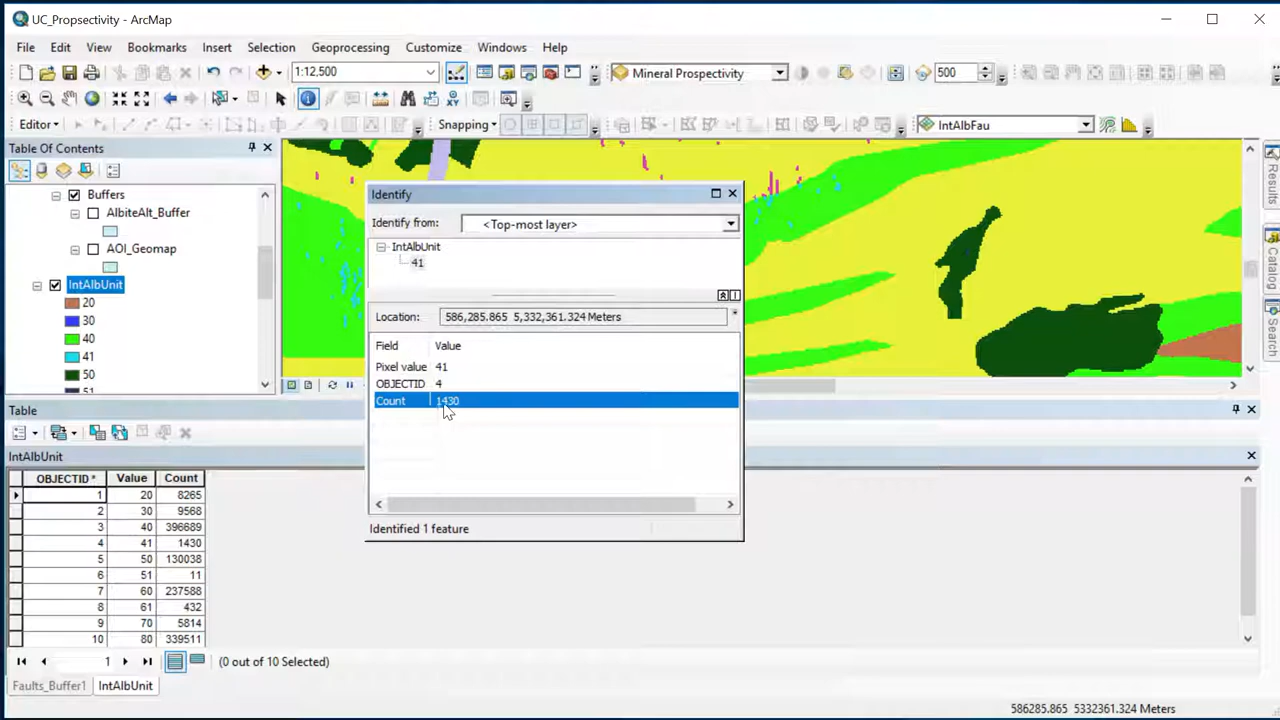 UC_Propsectivity - ArcMap
File Edit View Bookmarks Insert Selection Geoprocessing Customize Windows Help
1:12,500 Mineral Prospectivity 500
Editor Snapping IntAlbFau
Table Of Contents
Buffers
AlbiteAlt_Buffer
AOI_Geomap
IntAlbUnit
20
30
40
41
50
51
Identify
Identify from: <Top-most layer>
IntAlbUnit
41
Location: 586,285.865 5,332,361.324 Meters
Field Value
Pixel value 41
OBJECTID 4
Count 1430
Identified 1 feature
Results
Catalog
Search
Table
IntAlbUnit
OBJECTID * Value Count
1 20 8265
2 30 9568
3 40 396689
4 41 1430
5 50 130038
6 51 11
7 60 237588
8 61 432
9 70 5814
10 80 339511
1 (0 out of 10 Selected)
Faults_Buffer1 IntAlbUnit
586285.865 5332361.324 Meters